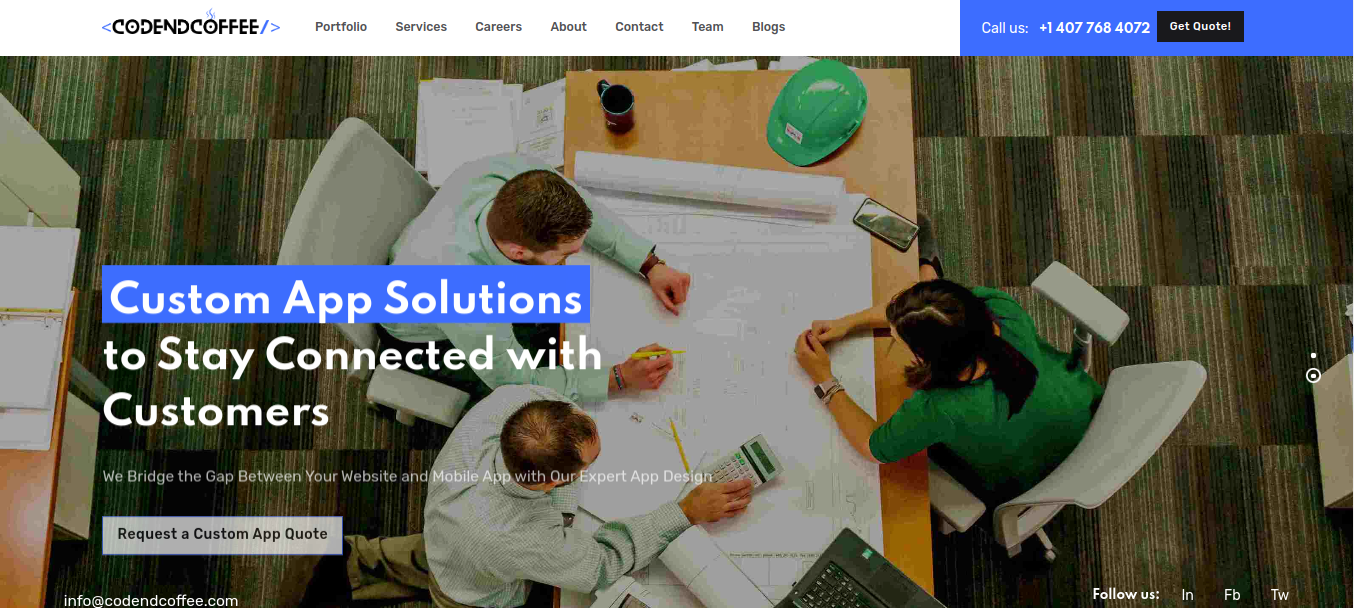 <CODENDCOFFEE/>
Portfolio Services Careers About Contact Team Blogs
Call us: +1 407 768 4072 Get Quote!
Custom App Solutions
to Stay Connected with
Customers
We Bridge the Gap Between Your Website and Mobile App with Our Expert App Design
Request a Custom App Quote
info@codendcoffee.com
Follow us: In Fb Tw